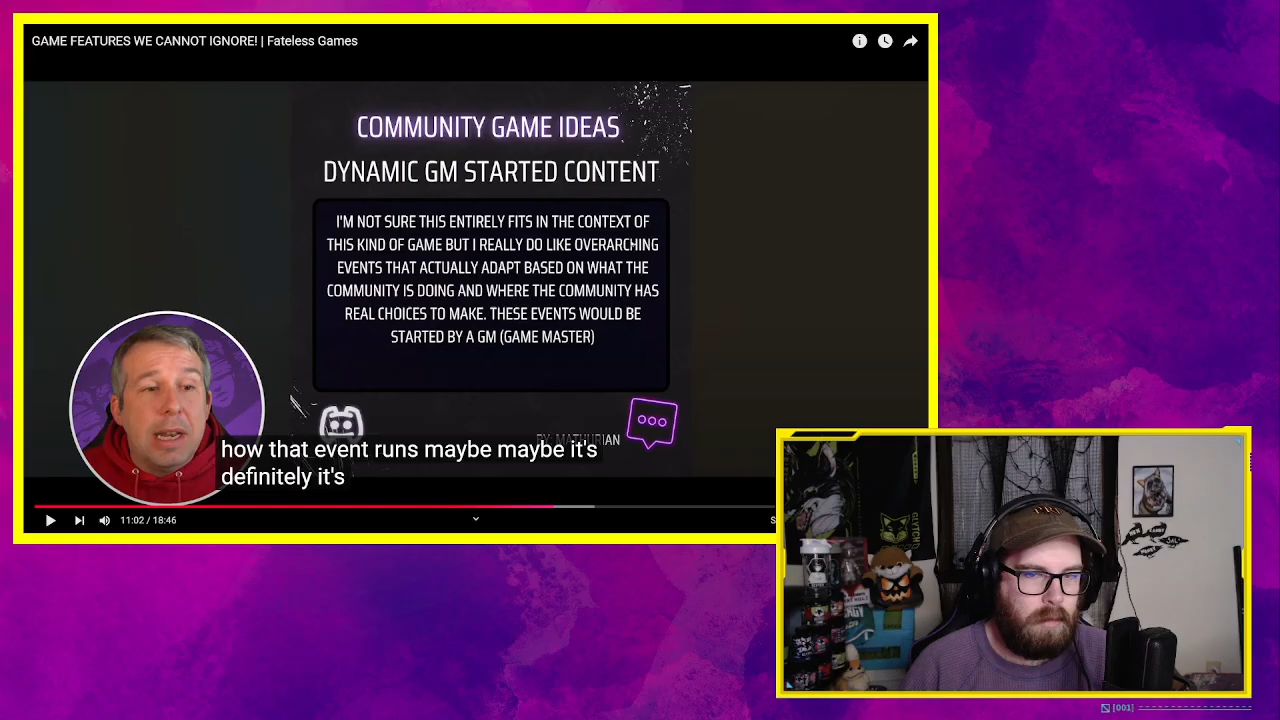 GAME FEATURES WE CANNOT IGNORE! | Fateless Games
COMMUNITY GAME IDEAS
DYNAMIC GM STARTED CONTENT
I'M NOT SURE THIS ENTIRELY FITS IN THE CONTEXT OF
THIS KIND OF GAME BUT I REALLY DO LIKE OVERARCHING
EVENTS THAT ACTUALLY ADAPT BASED ON WHAT THE
COMMUNITY IS DOING AND WHERE THE COMMUNITY HAS
REAL CHOICES TO MAKE. THESE EVENTS WOULD BE
STARTED BY A GM (GAME MASTER)
how that event runs maybe maybe it's
definitely it's
11:02 / 18:46
[001]